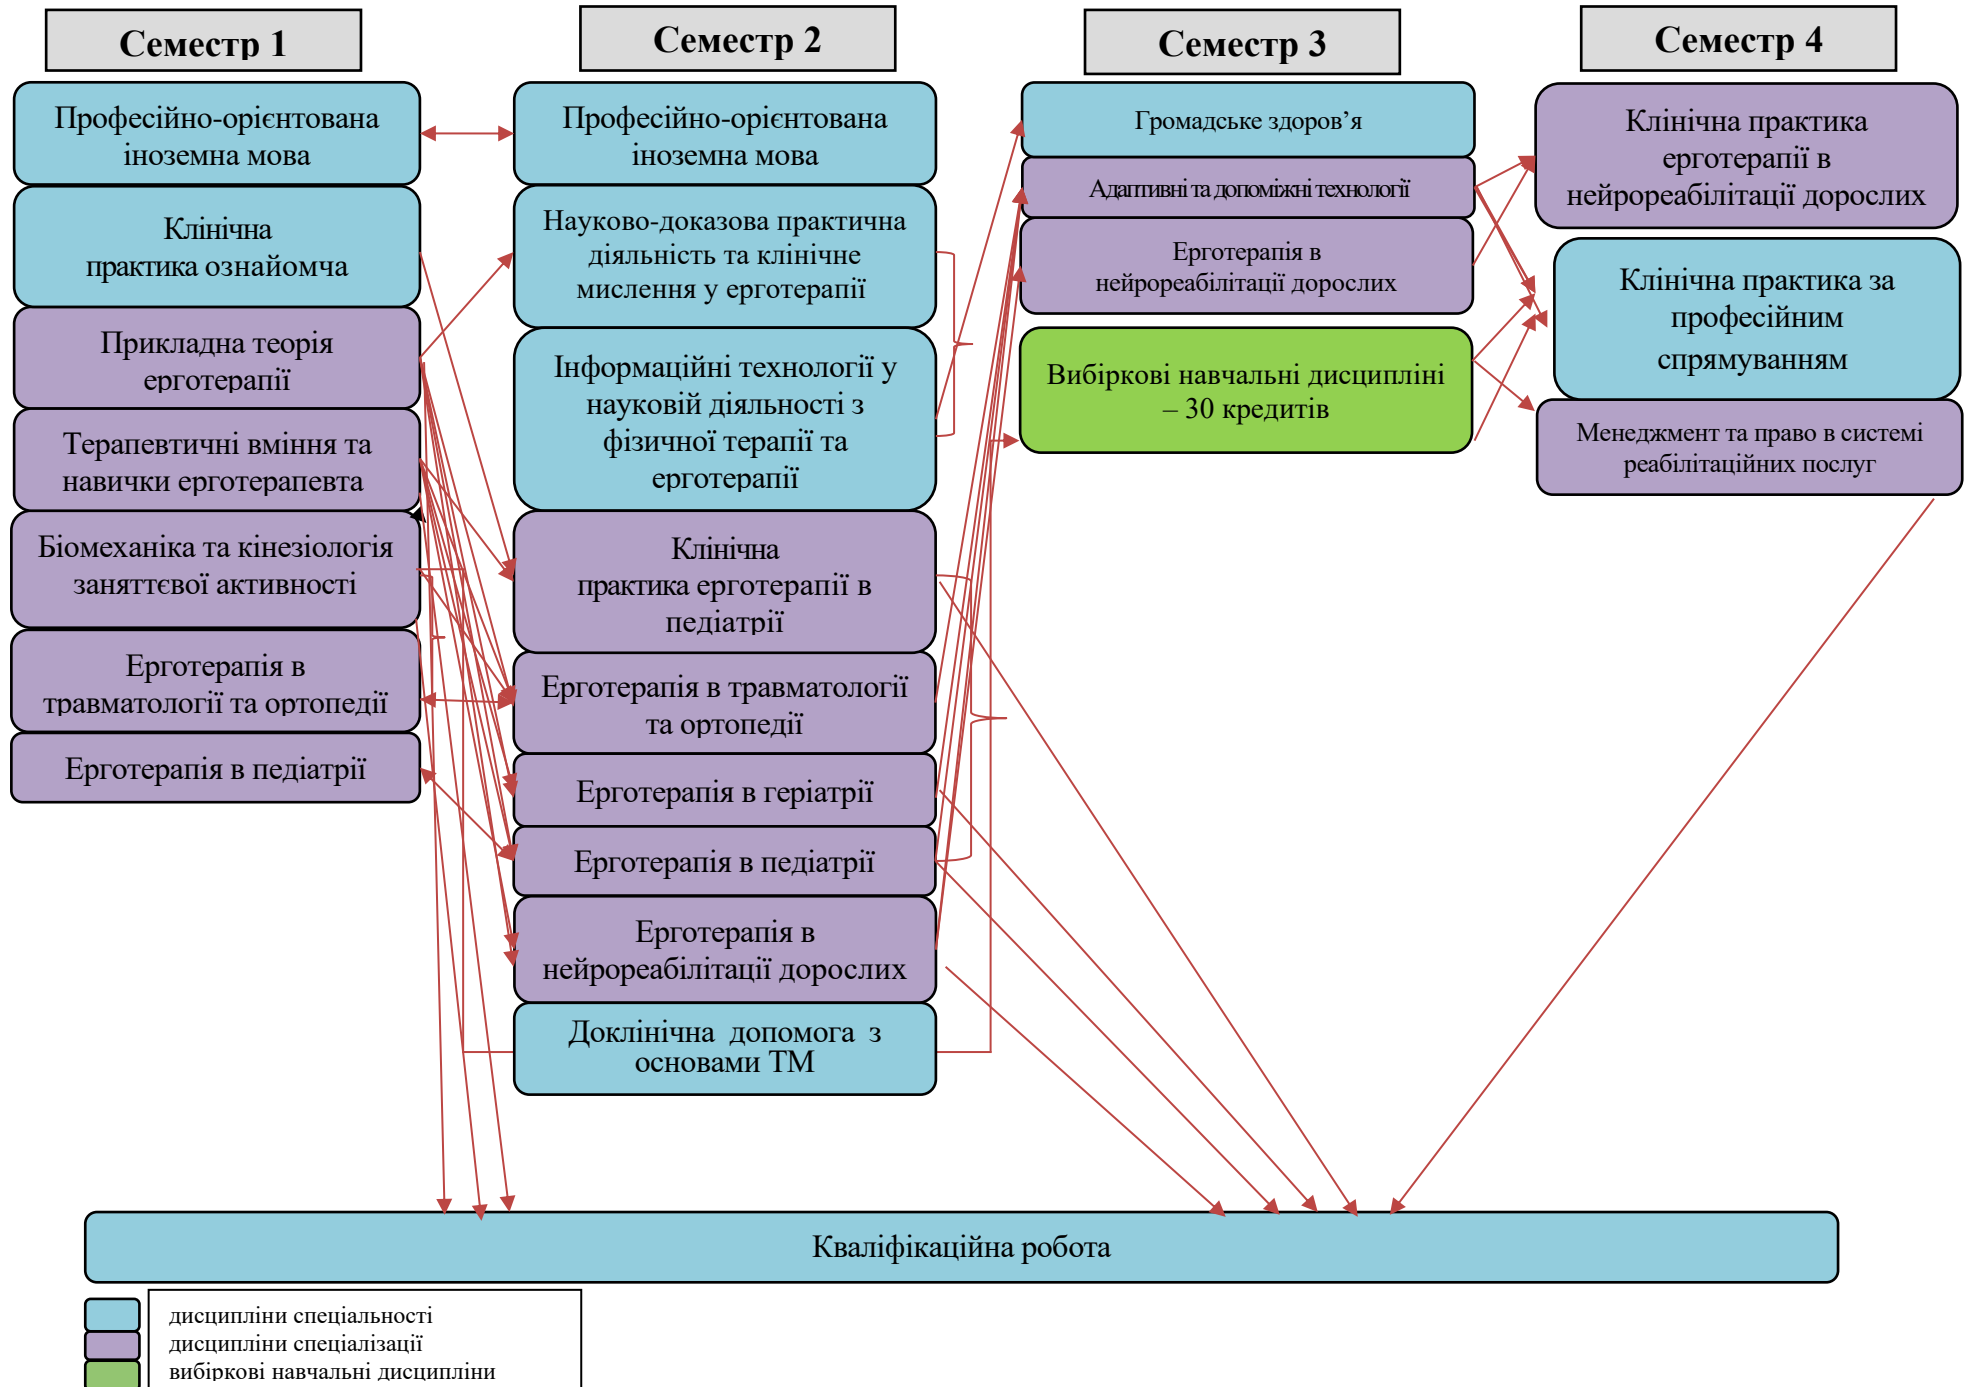 Семестр 1
Професійно-орієнтована
іноземна мова
Клінічна
практика ознайомча
Прикладна теорія
ерготерапії
Терапевтичні вміння та
навички ерготерапевта
Біомеханіка та кінезіологія
заняттєвої активності
Ерготерапія в
травматології та ортопедії
Ерготерапія в педіатрії
Семестр 2
Професійно-орієнтована
іноземна мова
Науково-доказова практична
діяльність та клінічне
мислення у ерготерапії
Інформаційні технології у
науковій діяльності з
фізичної терапії та
ерготерапії
Клінічна
практика ерготерапії в
педіатрії
Ерготерапія в травматології
та ортопедії
Ерготерапія в геріатрії
Ерготерапія в педіатрії
Ерготерапія в
нейрореабілітації дорослих
Доклінічна допомога з
основами ТМ
Семестр 3
Громадське здоров’я
Адаптивні та допоміжні технології
Ерготерапія в
нейрореабілітації дорослих
Вибіркові навчальні дисципліні
– 30 кредитів
Семестр 4
Клінічна практика
ерготерапії в
нейрореабілітації дорослих
Клінічна практика за
професійним
спрямуванням
Менеджмент та право в системі
реабілітаційних послуг
Кваліфікаційна робота
дисципліни спеціальності
дисципліни спеціалізації
вибіркові навчальні дисципліни